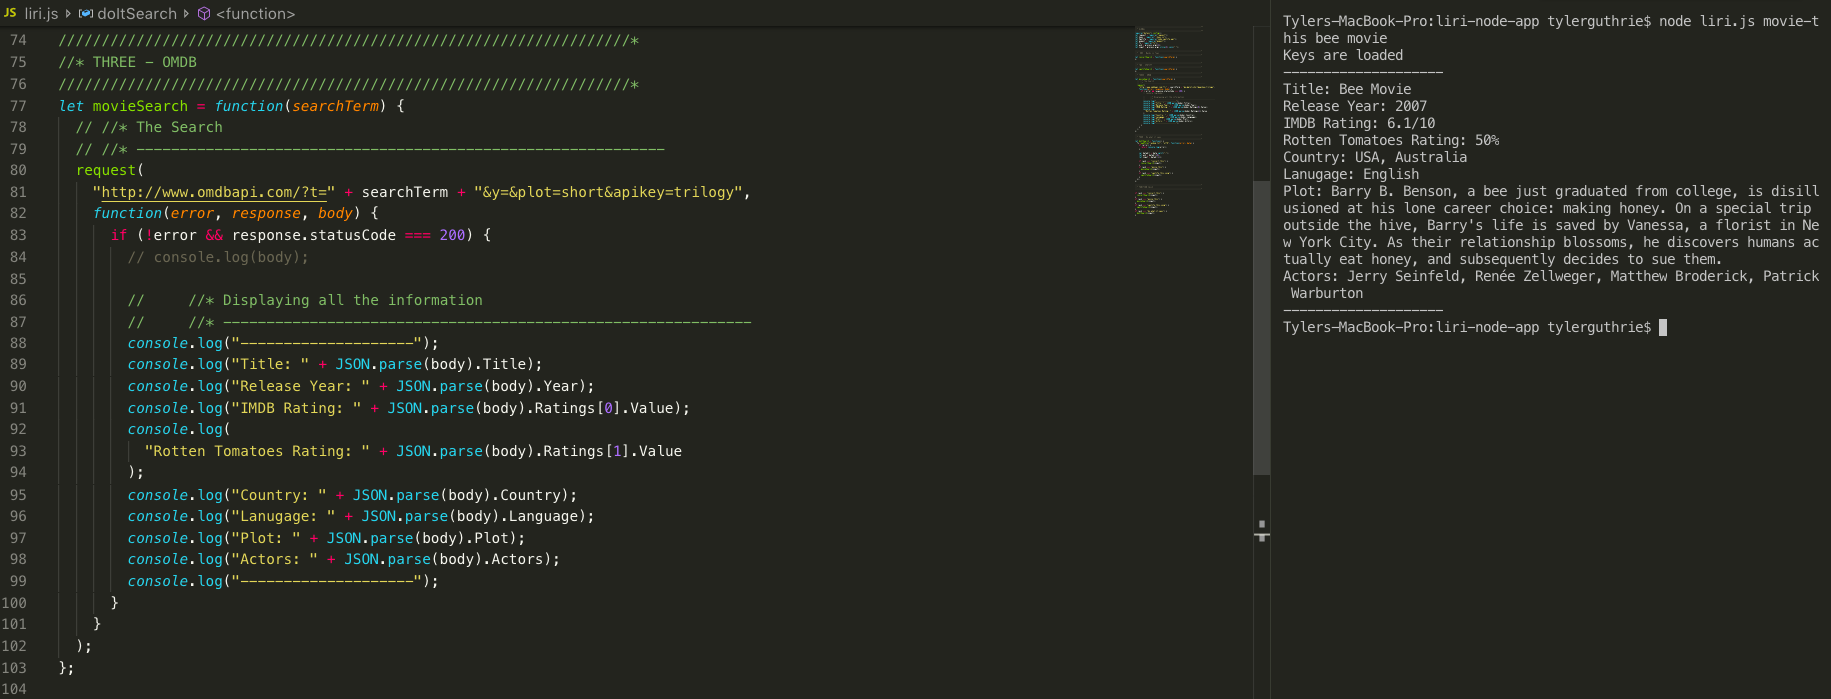 JS liri.js ▸ doItSearch ▸ <function>
74 //////////////////////////////////////////////////////////////////*
75 //* THREE - OMDB
76 //////////////////////////////////////////////////////////////////*
77 let movieSearch = function(searchTerm) {
78 // //* The Search
79 // //* -------------------------------------------------------------
80 request(
81 "http://www.omdbapi.com/?t=" + searchTerm + "&y=&plot=short&apikey=trilogy",
82 function(error, response, body) {
83 if (!error && response.statusCode === 200) {
84 // console.log(body);
85
86 //     //* Displaying all the information
87 //     //* -------------------------------------------------------------
88 console.log("--------------------");
89 console.log("Title: " + JSON.parse(body).Title);
90 console.log("Release Year: " + JSON.parse(body).Year);
91 console.log("IMDB Rating: " + JSON.parse(body).Ratings[0].Value);
92 console.log(
93 "Rotten Tomatoes Rating: " + JSON.parse(body).Ratings[1].Value
94 );
95 console.log("Country: " + JSON.parse(body).Country);
96 console.log("Lanugage: " + JSON.parse(body).Language);
97 console.log("Plot: " + JSON.parse(body).Plot);
98 console.log("Actors: " + JSON.parse(body).Actors);
99 console.log("--------------------");
100 }
101 }
102 );
103 };
104
Tylers-MacBook-Pro:liri-node-app tylerguthrie$ node liri.js movie-t
his bee movie
Keys are loaded
--------------------
Title: Bee Movie
Release Year: 2007
IMDB Rating: 6.1/10
Rotten Tomatoes Rating: 50%
Country: USA, Australia
Lanugage: English
Plot: Barry B. Benson, a bee just graduated from college, is disill
usioned at his lone career choice: making honey. On a special trip
outside the hive, Barry's life is saved by Vanessa, a florist in Ne
w York City. As their relationship blossoms, he discovers humans ac
tually eat honey, and subsequently decides to sue them.
Actors: Jerry Seinfeld, Renée Zellweger, Matthew Broderick, Patrick
Warburton
--------------------
Tylers-MacBook-Pro:liri-node-app tylerguthrie$